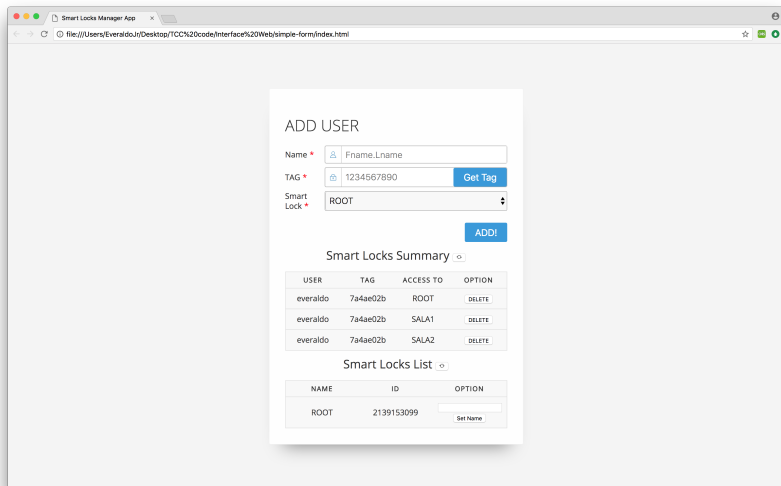 Smart Locks Manager App
file:///Users/EveraldoJr/Desktop/TCC%20code/Interface%20Web/simple-form/index.html
ADD USER
Name * Fname.Lname
TAG * 1234567890 Get Tag
Smart
Lock * ROOT
ADD!
Smart Locks Summary
USER TAG ACCESS TO OPTION
everaldo 7a4ae02b ROOT DELETE
everaldo 7a4ae02b SALA1 DELETE
everaldo 7a4ae02b SALA2 DELETE
Smart Locks List
NAME ID OPTION
ROOT 2139153099
Set Name